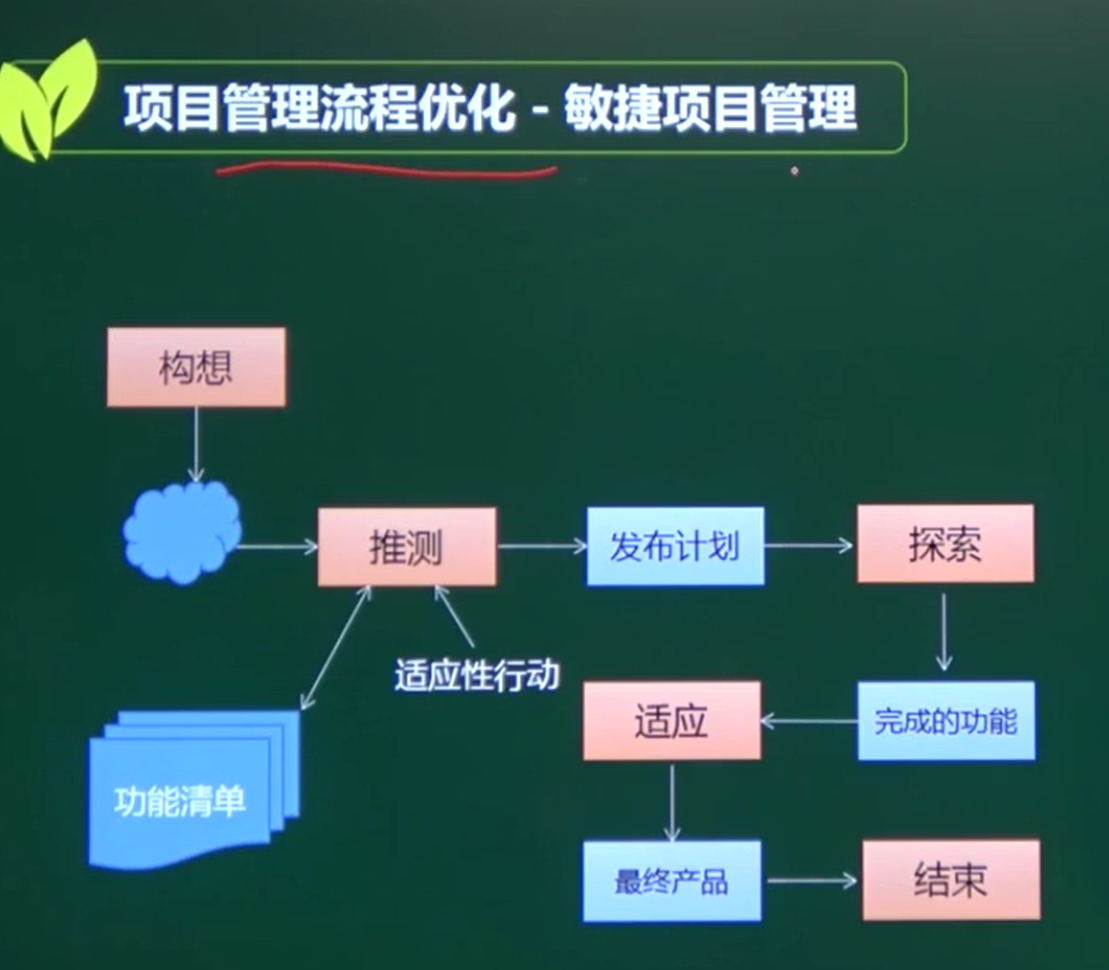 项目管理流程优化 - 敏捷项目管理
构想
推测
发布计划
探索
适应性行动
适应
完成的功能
功能清单
最终产品
结束